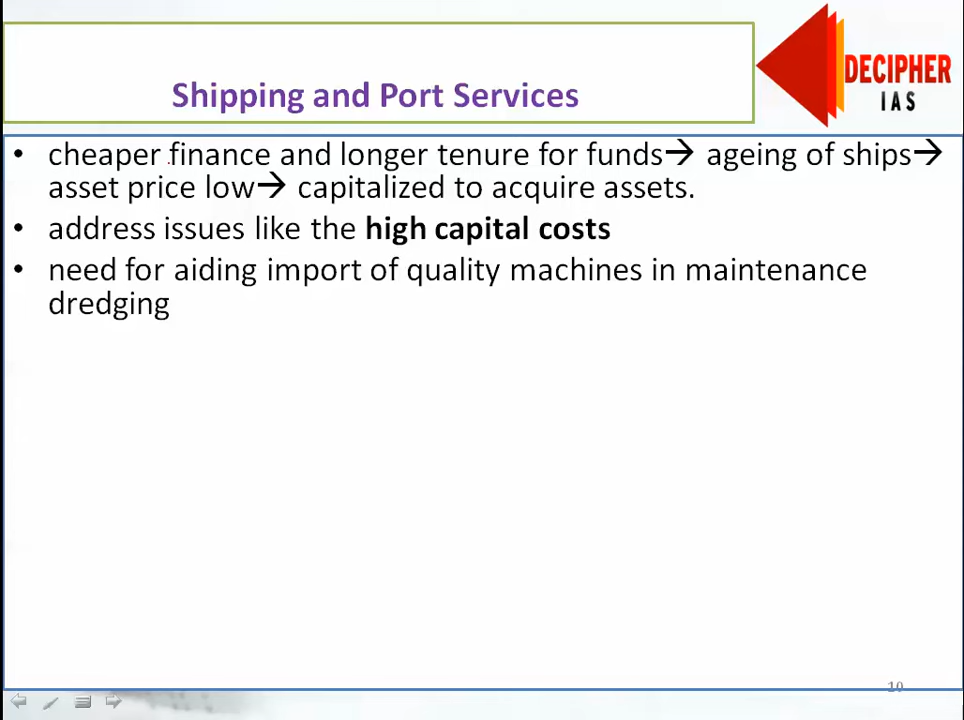 Shipping and Port Services
DECIPHER
IAS
• cheaper finance and longer tenure for funds→ ageing of ships→
asset price low→ capitalized to acquire assets.
• address issues like the high capital costs
• need for aiding import of quality machines in maintenance
dredging
10